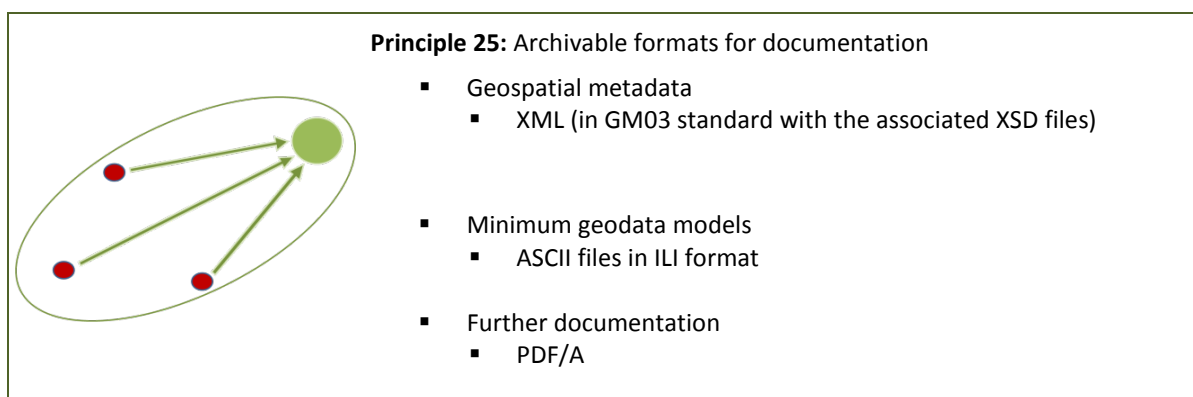 Principle 25: Archivable formats for documentation
▪ Geospatial metadata
▪ XML (in GM03 standard with the associated XSD files)
▪ Minimum geodata models
▪ ASCII files in ILI format
▪ Further documentation
▪ PDF/A